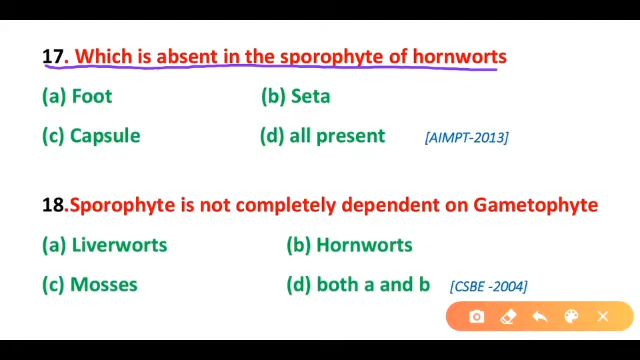 17. Which is absent in the sporophyte of hornworts
(a) Foot (b) Seta
(c) Capsule (d) all present [AIMPT-2013]
18.Sporophyte is not completely dependent on Gametophyte
(a) Liverworts (b) Hornworts
(c) Mosses (d) both a and b [CSBE -2004]